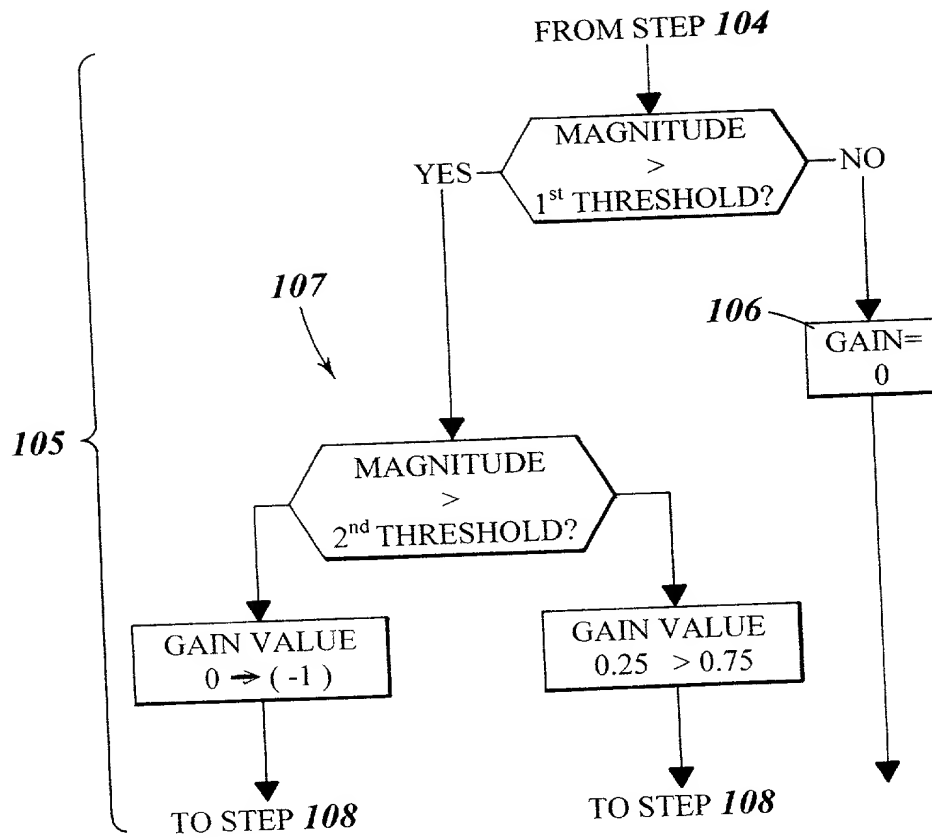 FROM STEP 104
MAGNITUDE
>
1st THRESHOLD?
YES
NO
107
106
GAIN=
0
105
MAGNITUDE
>
2nd THRESHOLD?
GAIN VALUE
0 → ( -1 )
GAIN VALUE
0.25 > 0.75
TO STEP 108
TO STEP 108